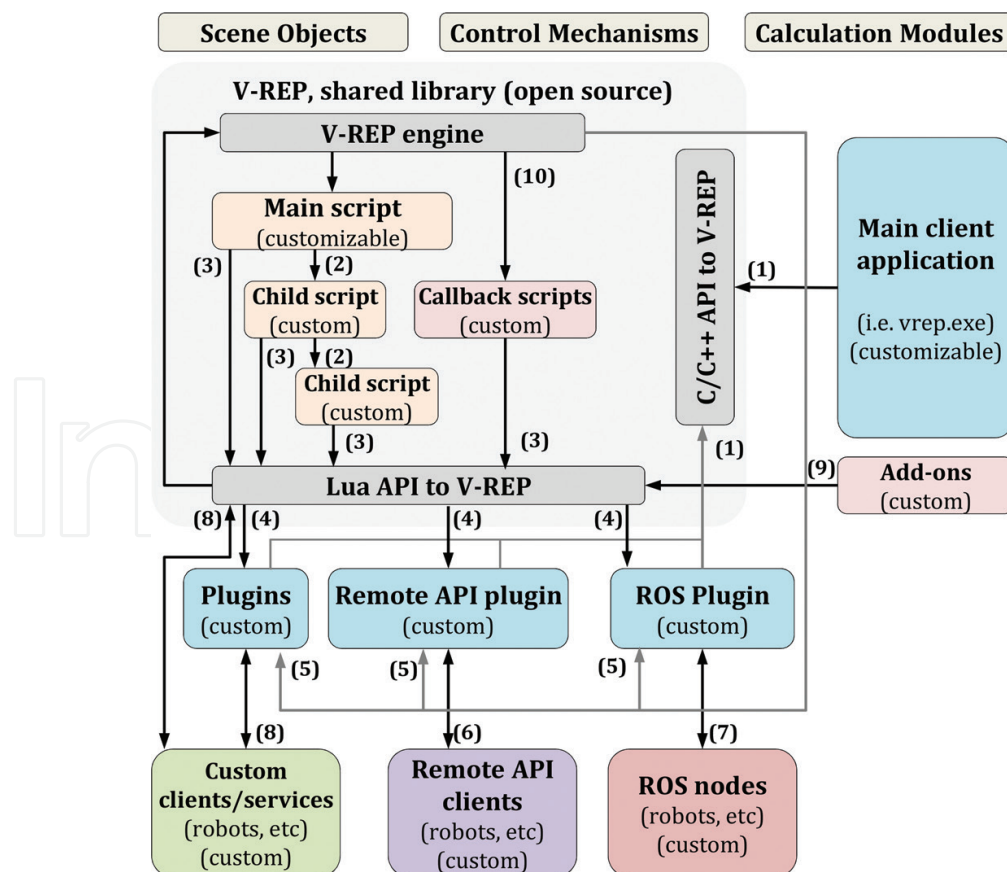 Scene Objects
Control Mechanisms
Calculation Modules
V-REP, shared library (open source)
V-REP engine
(10)
Main script
(customizable)
(3)
(2)
Child script
(custom)
Callback scripts
(custom)
(3)
(2)
Child script
(custom)
(3)
(3)
C/C++ API to V-REP
(1)
(1)
Main client
application
(i.e. vrep.exe)
(customizable)
Lua API to V-REP
(9)
Add-ons
(custom)
(8)
(4)
(4)
(4)
Plugins
(custom)
Remote API plugin
(custom)
ROS Plugin
(custom)
(5)
(5)
(5)
(8)
(6)
(7)
Custom
clients/services
(robots, etc)
(custom)
Remote API
clients
(robots, etc)
(custom)
ROS nodes
(robots, etc)
(custom)
In